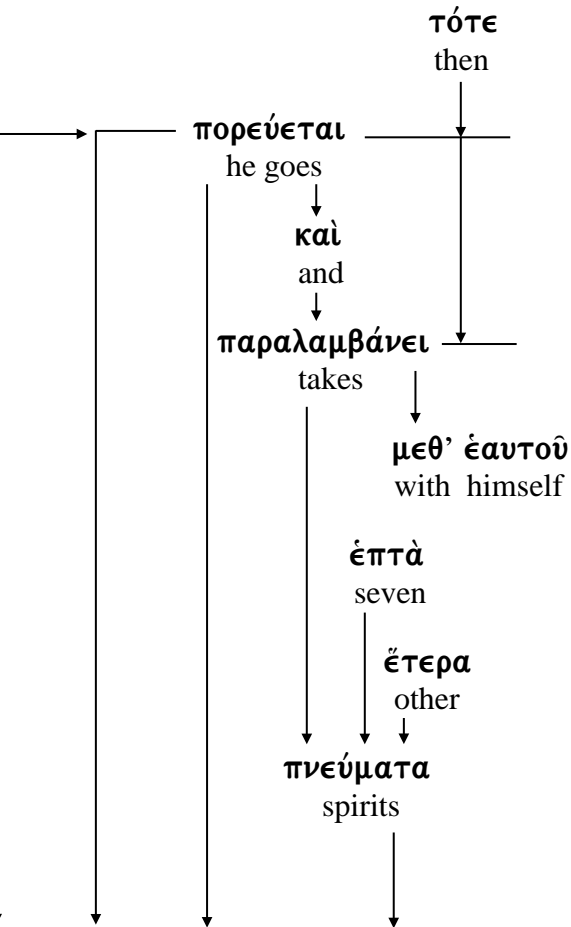 τότε
then
πορεύεται
he goes
καὶ
and
παραλαμβάνει
takes
μεθ’ ἑαυτοῦ
with himself
ἑπτὰ
seven
ἕτερα
other
πνεύματα
spirits